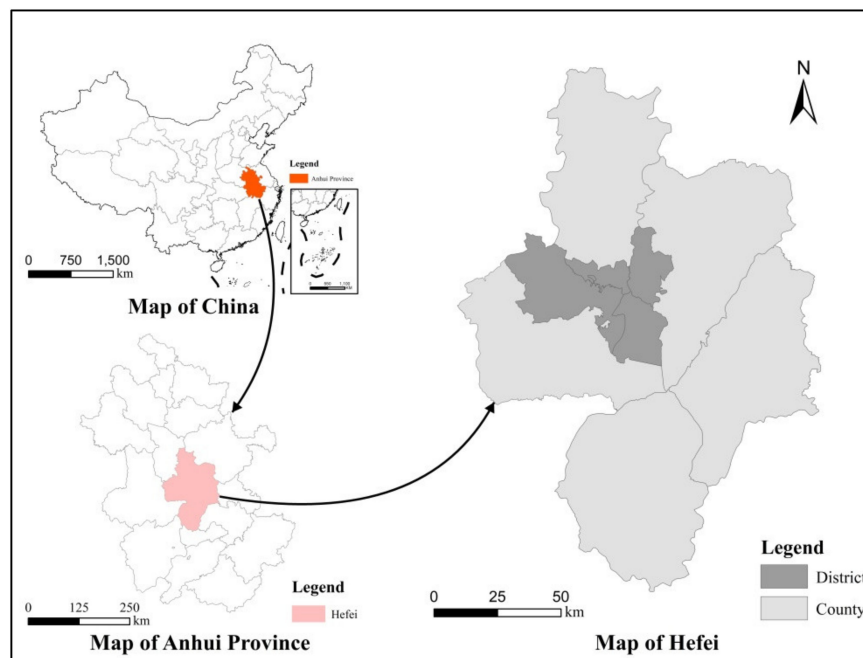 Legend
Anhui Province
0 750 1,500
km
Map of China
N
Legend
Hefei
0 125 250
km
Map of Anhui Province
Legend
District
County
0 25 50
km
Map of Hefei